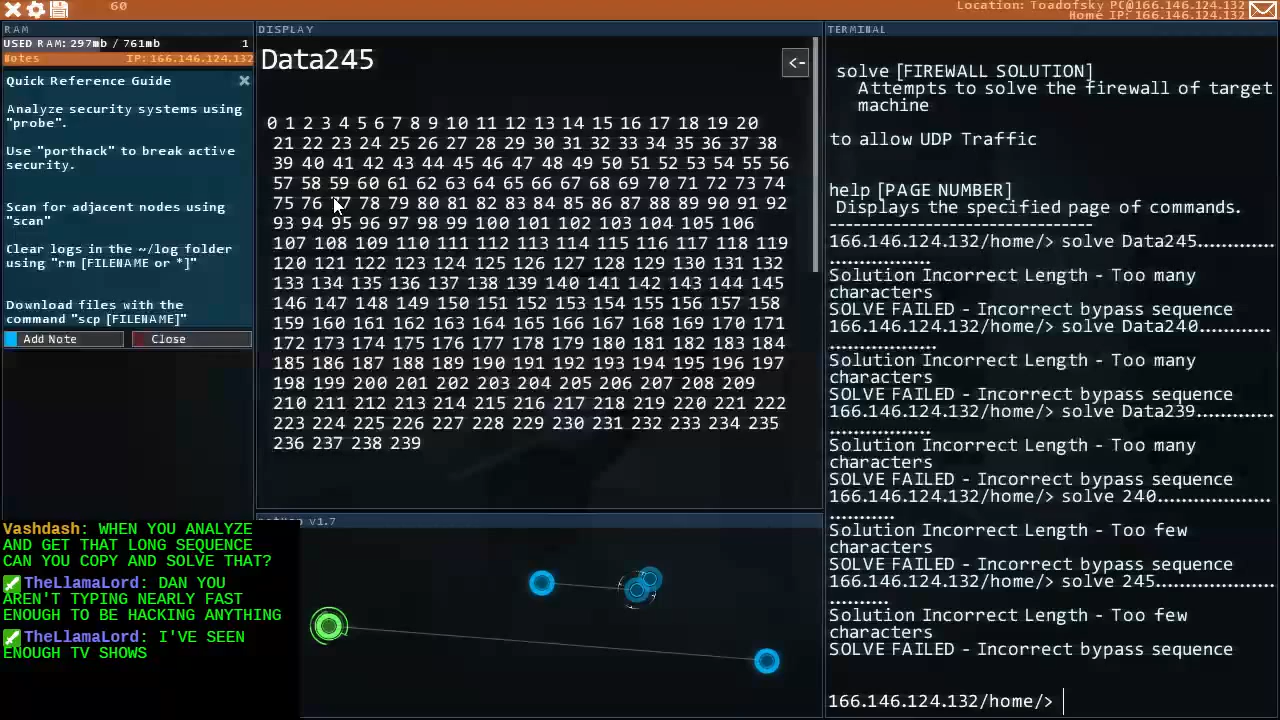 60
Location: Toadofsky PC@166.146.124.132
Home IP: 166.146.124.132
RAM
USED RAM: 297mb / 761mb 1
Notes IP: 166.146.124.132
Quick Reference Guide
Analyze security systems using
"probe".
Use "porthack" to break active
security.
Scan for adjacent nodes using
"scan"
Clear logs in the ~/log folder
using "rm [FILENAME or *]"
Download files with the
command "scp [FILENAME]"
Add Note Close
Vashdash: WHEN YOU ANALYZE
AND GET THAT LONG SEQUENCE
CAN YOU COPY AND SOLVE THAT?
TheLlamaLord: DAN YOU
AREN'T TYPING NEARLY FAST
ENOUGH TO BE HACKING ANYTHING
TheLlamaLord: I'VE SEEN
ENOUGH TV SHOWS
DISPLAY
Data245
<-
0 1 2 3 4 5 6 7 8 9 10 11 12 13 14 15 16 17 18 19 20
21 22 23 24 25 26 27 28 29 30 31 32 33 34 35 36 37 38
39 40 41 42 43 44 45 46 47 48 49 50 51 52 53 54 55 56
57 58 59 60 61 62 63 64 65 66 67 68 69 70 71 72 73 74
75 76 77 78 79 80 81 82 83 84 85 86 87 88 89 90 91 92
93 94 95 96 97 98 99 100 101 102 103 104 105 106
107 108 109 110 111 112 113 114 115 116 117 118 119
120 121 122 123 124 125 126 127 128 129 130 131 132
133 134 135 136 137 138 139 140 141 142 143 144 145
146 147 148 149 150 151 152 153 154 155 156 157 158
159 160 161 162 163 164 165 166 167 168 169 170 171
172 173 174 175 176 177 178 179 180 181 182 183 184
185 186 187 188 189 190 191 192 193 194 195 196 197
198 199 200 201 202 203 204 205 206 207 208 209
210 211 212 213 214 215 216 217 218 219 220 221 222
223 224 225 226 227 228 229 230 231 232 233 234 235
236 237 238 239
v1.7
TERMINAL
solve [FIREWALL SOLUTION]
Attempts to solve the firewall of target
machine
to allow UDP Traffic
help [PAGE NUMBER]
Displays the specified page of commands.
--------------------------------
166.146.124.132/home/> solve Data245.............
.................
Solution Incorrect Length - Too many
characters
SOLVE FAILED - Incorrect bypass sequence
166.146.124.132/home/> solve Data240.............
.................
Solution Incorrect Length - Too many
characters
SOLVE FAILED - Incorrect bypass sequence
166.146.124.132/home/> solve Data239.............
.................
Solution Incorrect Length - Too many
characters
SOLVE FAILED - Incorrect bypass sequence
166.146.124.132/home/> solve 240....................
...........
Solution Incorrect Length - Too few
characters
SOLVE FAILED - Incorrect bypass sequence
166.146.124.132/home/> solve 245.....................
..........
Solution Incorrect Length - Too few
characters
SOLVE FAILED - Incorrect bypass sequence
166.146.124.132/home/>